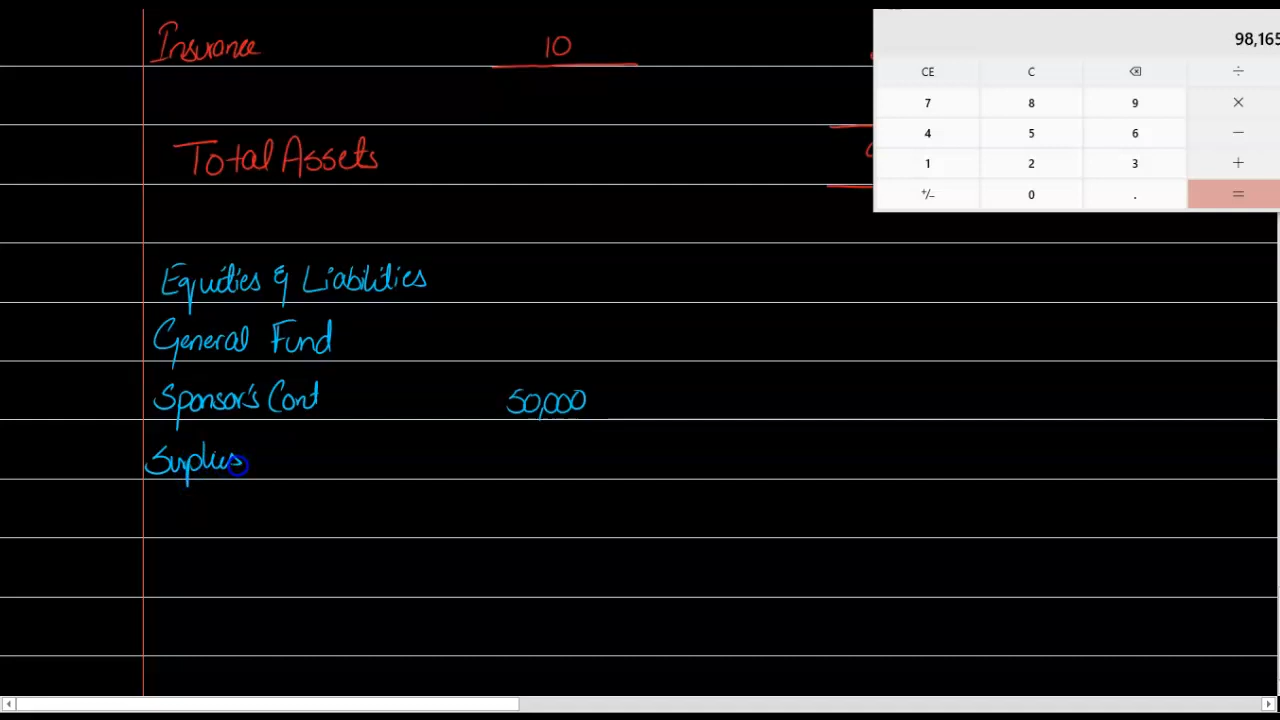 Insurance 10
98,165
CE C ÷
7 8 9 ×
Total Assets
4 5 6 −
1 2 3 +
+/− 0 . =
Equities & Liabilities
General Fund
Sponsor's Cont 50,000
Surplus